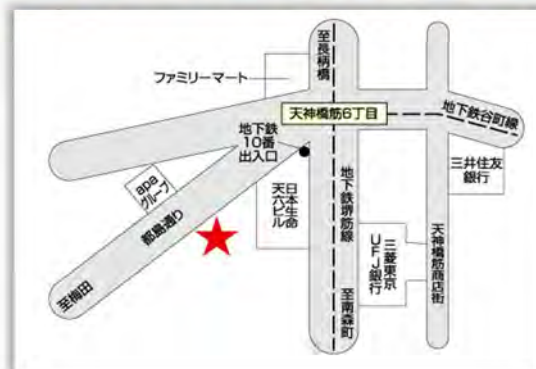 至長柄橋
ファミリーマート
天神橋筋6丁目
地下鉄谷町線
地下鉄
10番
出入口
三井住友
銀行
apa
グループ
日本生命
天六ビル
地下鉄堺筋線
都島通り
三菱東京
UFJ銀行
天神橋筋商店街
至梅田
至南森町